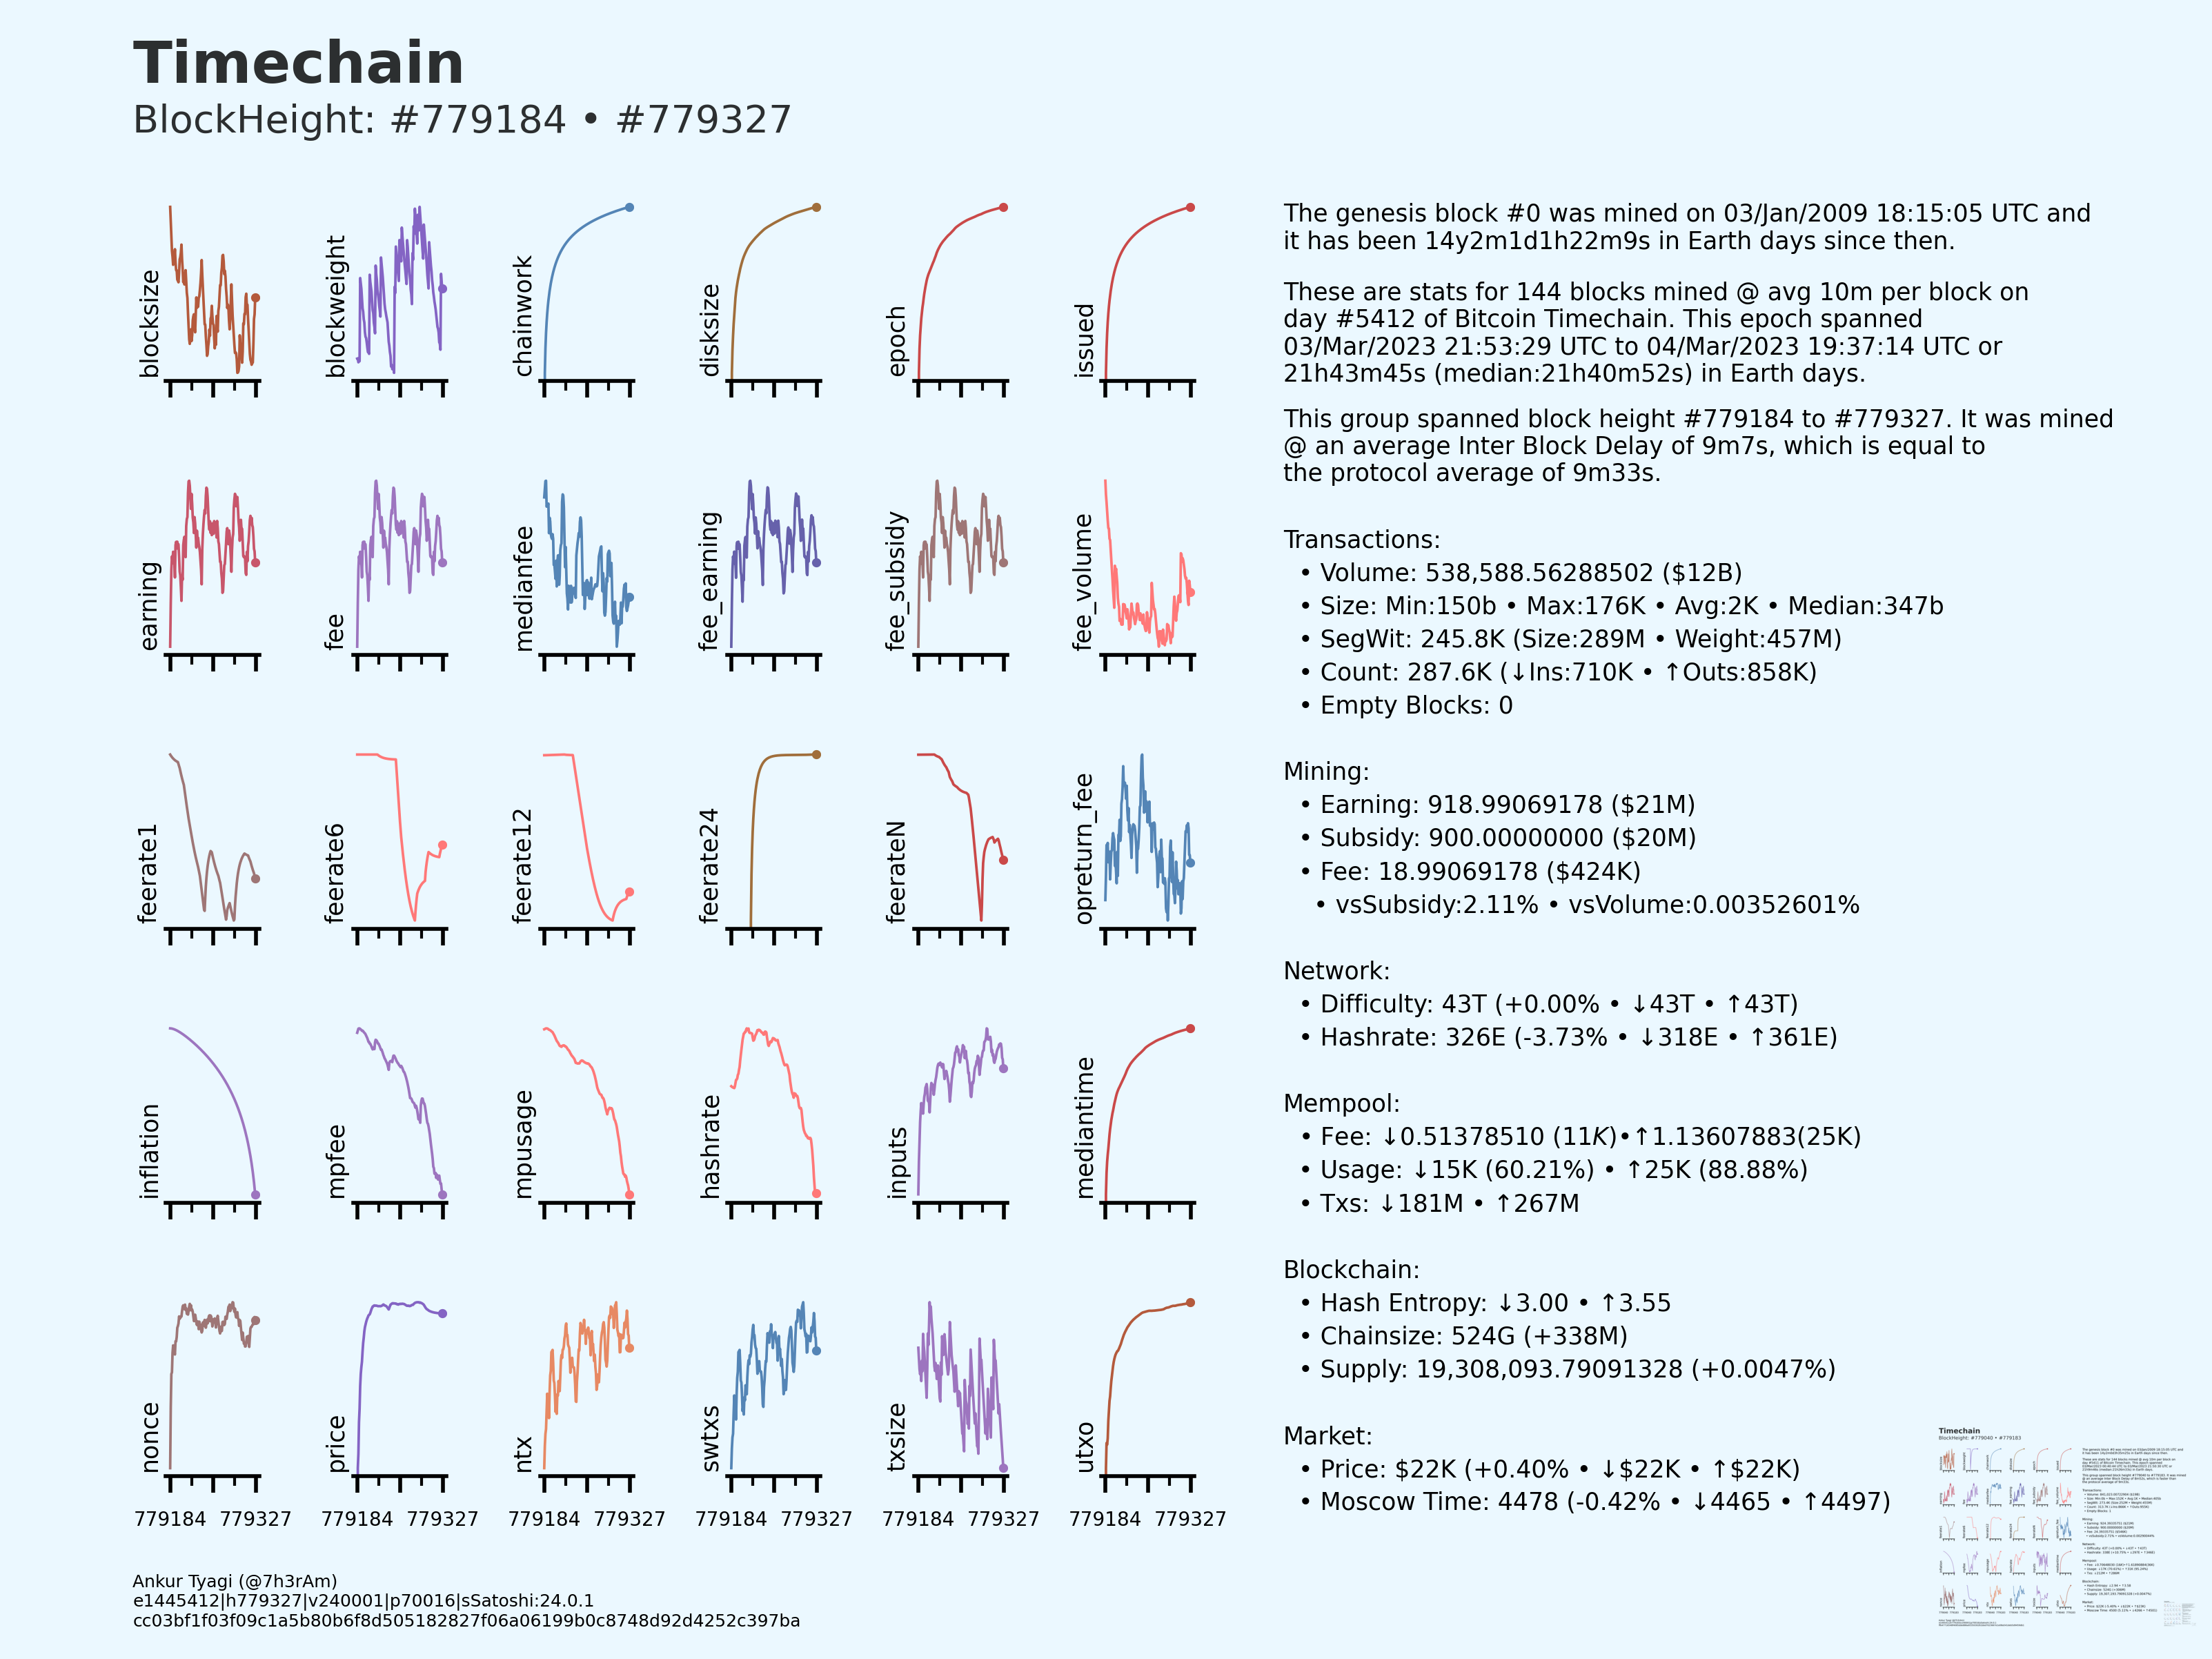 Timechain
BlockHeight: #779184 • #779327
blocksize
blockweight
chainwork
disksize
epoch
issued
earning
fee
medianfee
fee_earning
fee_subsidy
fee_volume
feerate1
feerate6
feerate12
feerate24
feerateN
opreturn_fee
inflation
mpfee
mpusage
hashrate
inputs
mediantime
nonce
price
ntx
swtxs
txsize
utxo
779184 779327 779184 779327 779184 779327 779184 779327 779184 779327 779184 779327
The genesis block #0 was mined on 03/Jan/2009 18:15:05 UTC and
it has been 14y2m1d1h22m9s in Earth days since then.
These are stats for 144 blocks mined @ avg 10m per block on
day #5412 of Bitcoin Timechain. This epoch spanned
03/Mar/2023 21:53:29 UTC to 04/Mar/2023 19:37:14 UTC or
21h43m45s (median:21h40m52s) in Earth days.
This group spanned block height #779184 to #779327. It was mined
@ an average Inter Block Delay of 9m7s, which is equal to
the protocol average of 9m33s.
Transactions:
• Volume: 538,588.56288502 ($12B)
• Size: Min:150b • Max:176K • Avg:2K • Median:347b
• SegWit: 245.8K (Size:289M • Weight:457M)
• Count: 287.6K (↓Ins:710K • ↑Outs:858K)
• Empty Blocks: 0
Mining:
• Earning: 918.99069178 ($21M)
• Subsidy: 900.00000000 ($20M)
• Fee: 18.99069178 ($424K)
• vsSubsidy:2.11% • vsVolume:0.00352601%
Network:
• Difficulty: 43T (+0.00% • ↓43T • ↑43T)
• Hashrate: 326E (-3.73% • ↓318E • ↑361E)
Mempool:
• Fee: ↓0.51378510 (11K)•↑1.13607883(25K)
• Usage: ↓15K (60.21%) • ↑25K (88.88%)
• Txs: ↓181M • ↑267M
Blockchain:
• Hash Entropy: ↓3.00 • ↑3.55
• Chainsize: 524G (+338M)
• Supply: 19,308,093.79091328 (+0.0047%)
Market:
• Price: $22K (+0.40% • ↓$22K • ↑$22K)
• Moscow Time: 4478 (-0.42% • ↓4465 • ↑4497)
Ankur Tyagi (@7h3rAm)
e1445412|h779327|v240001|p70016|sSatoshi:24.0.1
cc03bf1f03f09c1a5b80b6f8d505182827f06a06199b0c8748d92d4252c397ba
Timechain
BlockHeight: #779040 • #779183